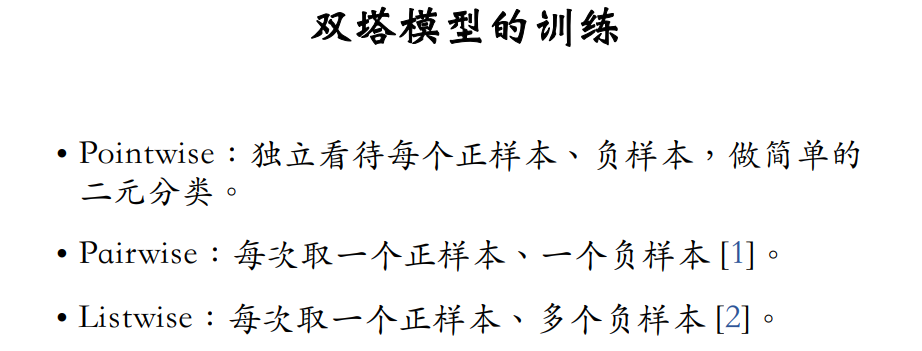 双塔模型的训练
• Pointwise：独立看待每个正样本、负样本，做简单的
二元分类。
• Pairwise：每次取一个正样本、一个负样本 [1]。
• Listwise：每次取一个正样本、多个负样本 [2]。